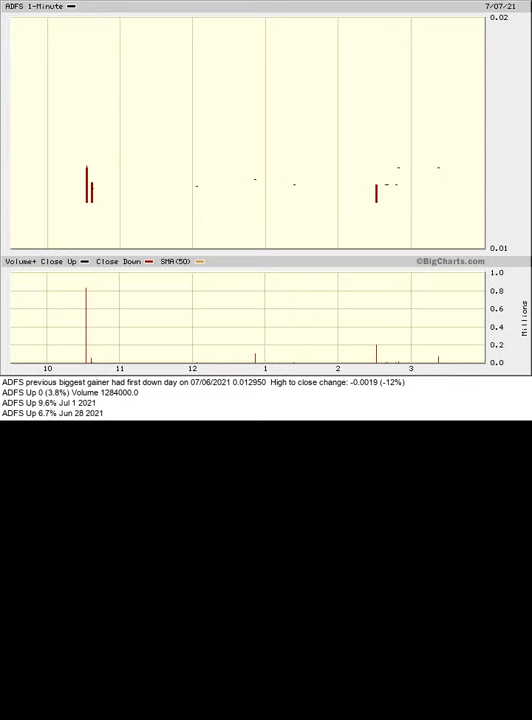 ADFS 1-Minute 7/07/21
0.02
0.01
Volume+ Close Up Close Down SMA(50) ©BigCharts.com
1.0
0.8
0.6
0.4
0.2
0.0
Millions
10 11 12 1 2 3
ADFS previous biggest gainer had first down day on 07/06/2021 0.012950 High to close change: -0.0019 (-12%)
ADFS Up 0 (3.8%) Volume 1284000.0
ADFS Up 9.6% Jul 1 2021
ADFS Up 6.7% Jun 28 2021